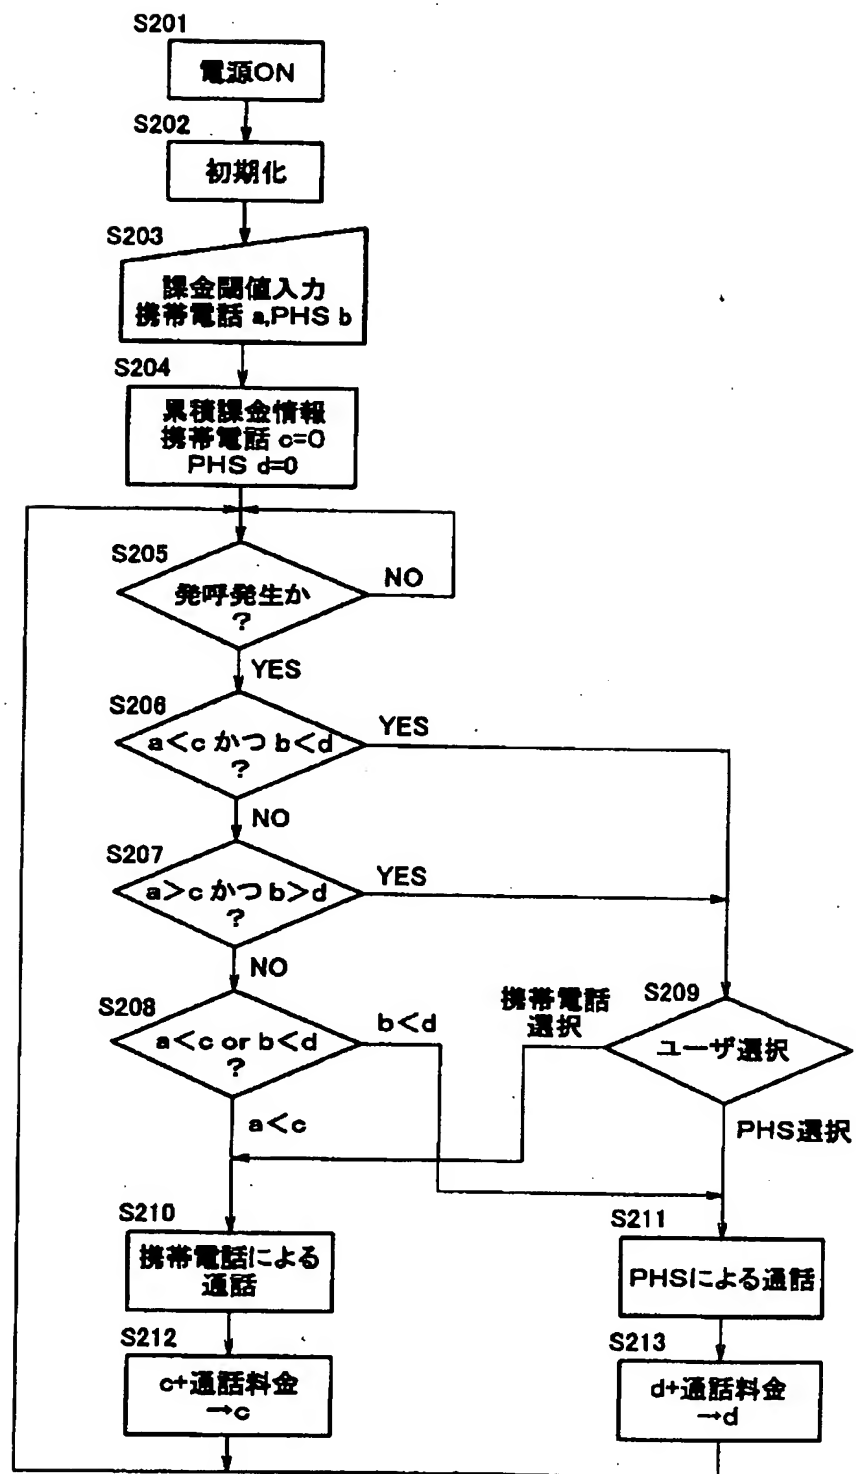 S201
電源ON
S202
初期化
S203
課金閾値入力
携帯電話 a,PHS b
S204
累積課金情報
携帯電話 c=0
PHS d=0
S205
発呼発生か
?
NO
YES
S206
a<c かつ b<d
?
YES
NO
S207
a>c かつ b>d
?
YES
NO
S208
a<c or b<d
?
b<d
a<c
携帯電話
選択
S209
ユーザ選択
PHS選択
S210
携帯電話による
通話
S211
PHSによる通話
S212
c+通話料金
→c
S213
d+通話料金
→d